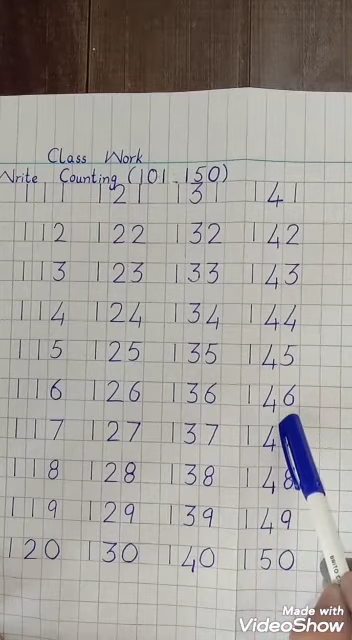 Class Work
Write Counting (101-150)
111 121 131 141
112 122 132 142
113 123 133 143
114 124 134 144
115 125 135 145
116 126 136 146
117 127 137 14
118 128 138 148
119 129 139 149
120 130 140 150
Made with
VideoShow